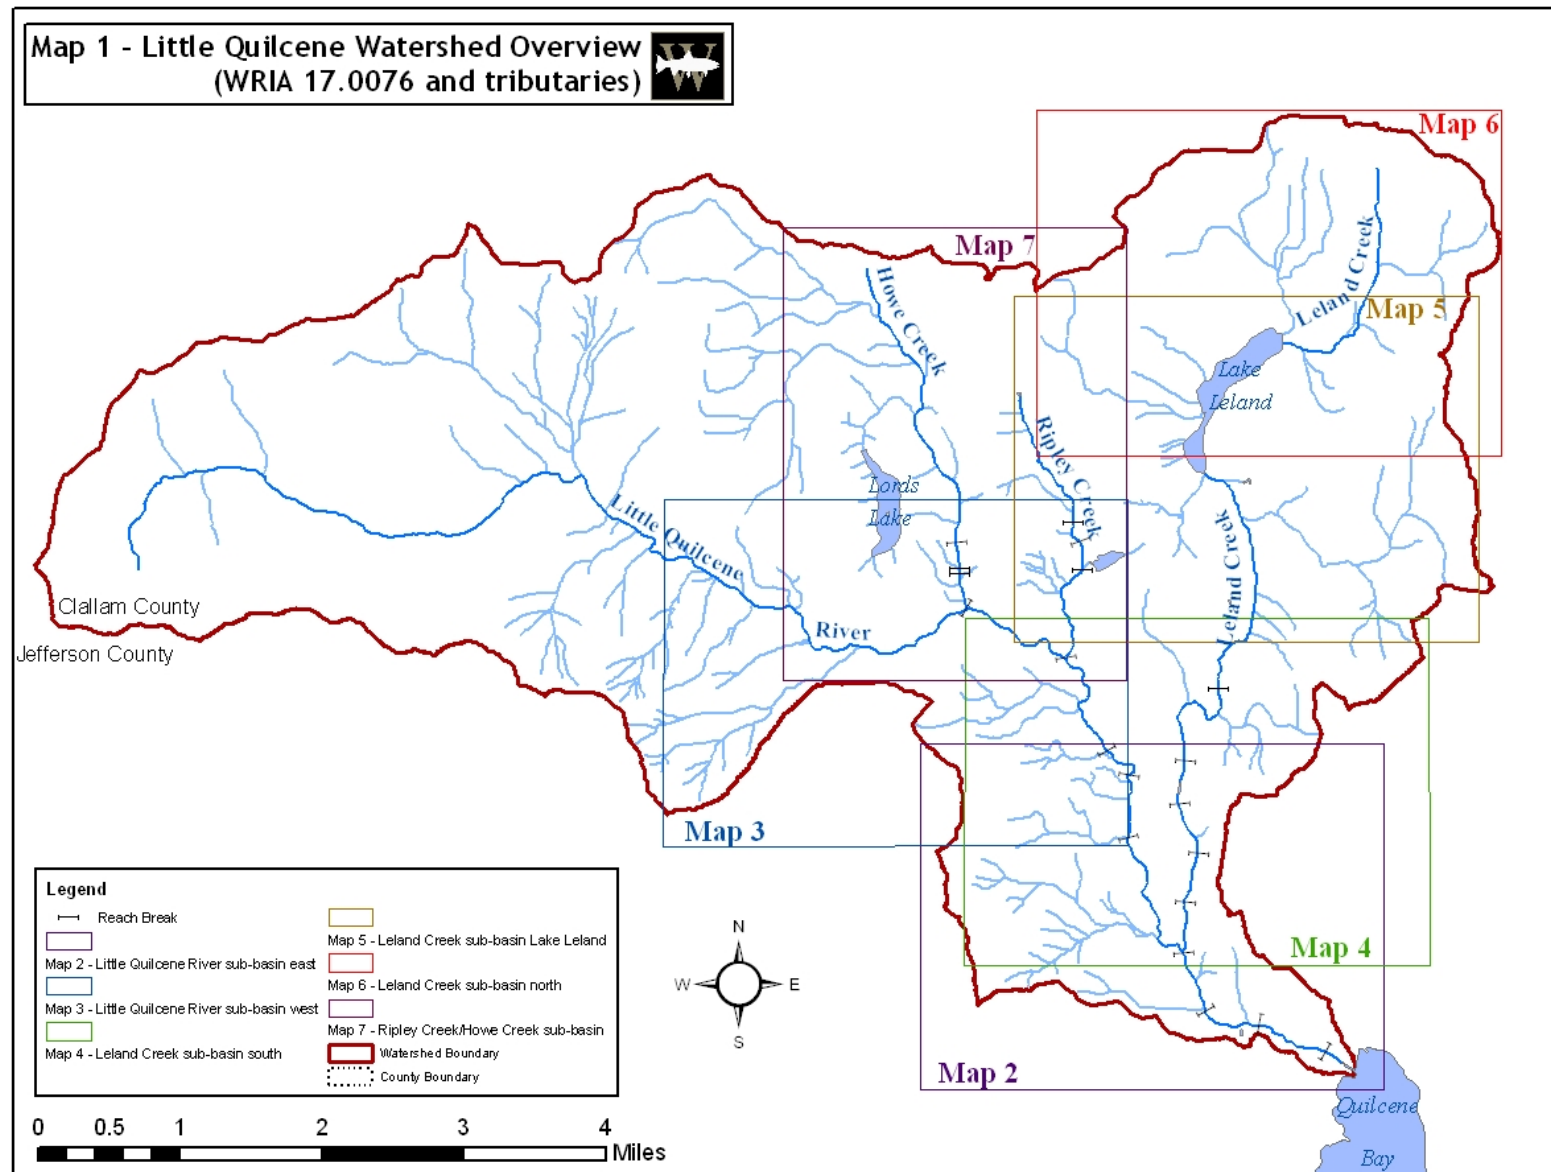 Map 1 - Little Quilcene Watershed Overview
(WRIA 17.0076 and tributaries)
W
Map 6
Map 7
Howe Creek
Leland Creek
Map 5
Lake
Leland
Ripley Creek
Lords
Lake
Little Quilcene
River
Leland Creek
Clallam County
Jefferson County
Map 3
Map 4
Map 2
Quilcene
Bay
Legend
Reach Break
Map 2 - Little Quilcene River sub-basin east
Map 3 - Little Quilcene River sub-basin west
Map 4 - Leland Creek sub-basin south
Map 5 - Leland Creek sub-basin Lake Leland
Map 6 - Leland Creek sub-basin north
Map 7 - Ripley Creek/Howe Creek sub-basin
Watershed Boundary
County Boundary
N
W
E
S
0 0.5 1 2 3 4
Miles